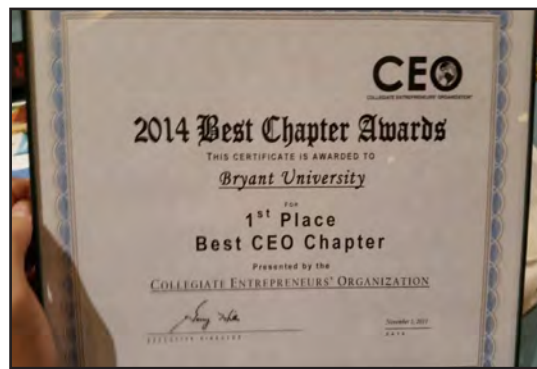 CEO
COLLEGIATE ENTREPRENEURS' ORGANIZATION
2014 Best Chapter Awards
THIS CERTIFICATE IS AWARDED TO
Bryant University
FOR
1st Place
Best CEO Chapter
Presented by the
COLLEGIATE ENTREPRENEURS' ORGANIZATION
EXECUTIVE DIRECTOR
DATE